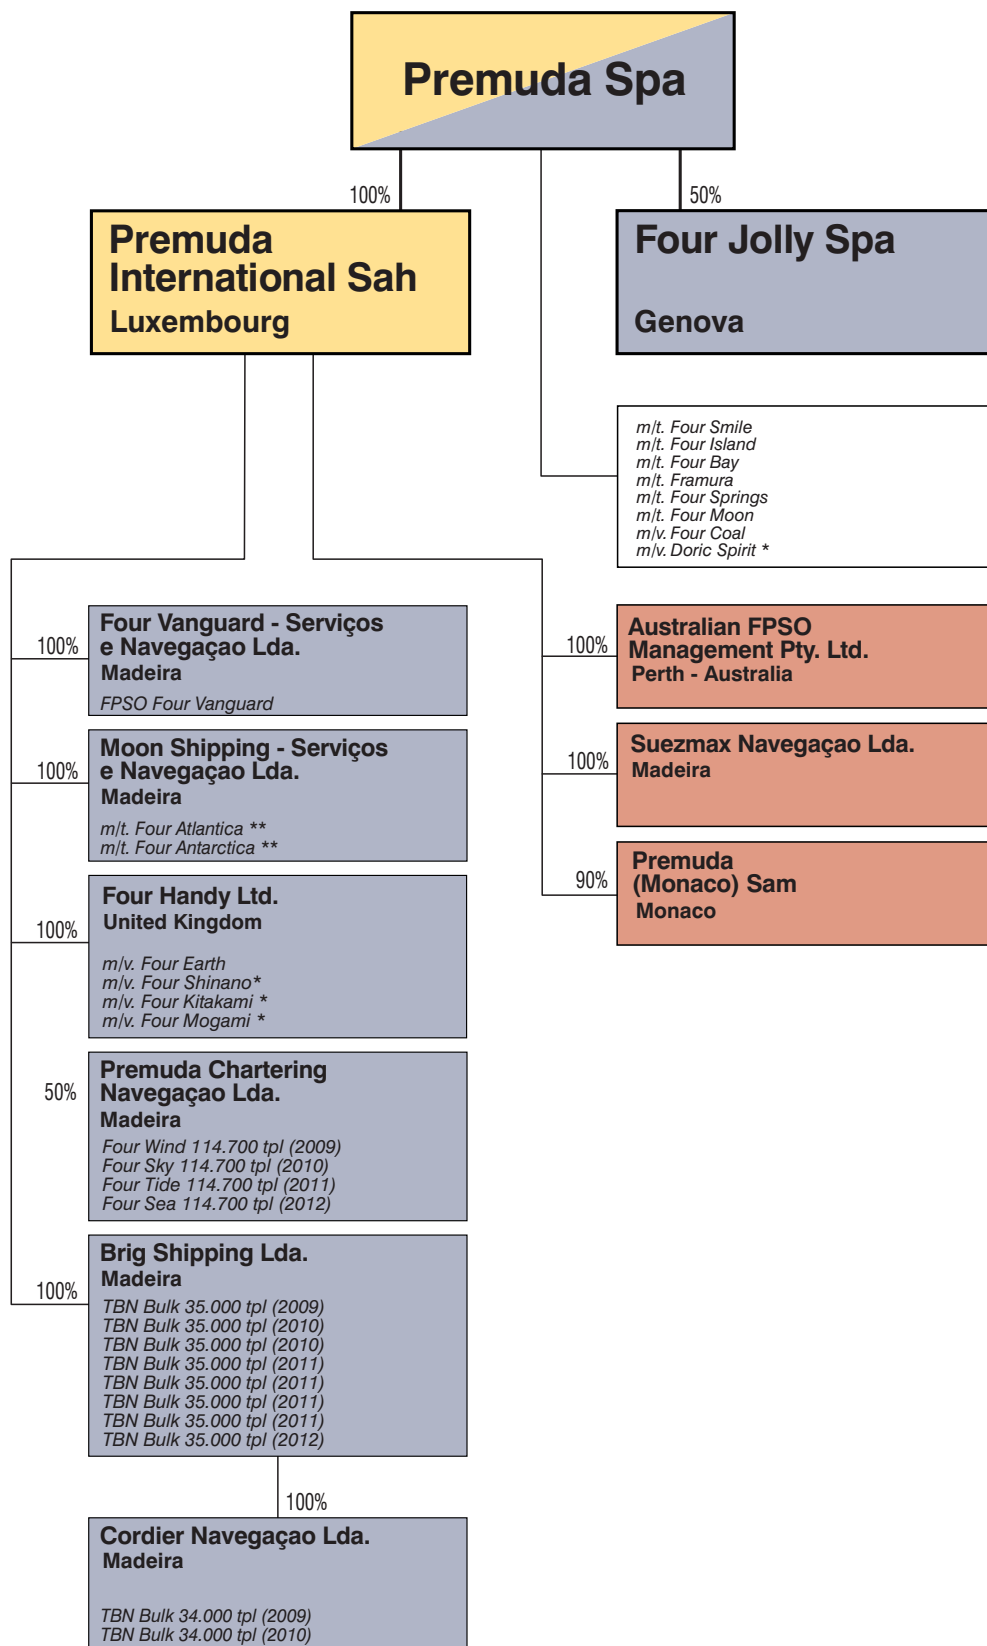 Premuda Spa
100%
50%
Premuda
International Sah
Luxembourg
Four Jolly Spa
Genova
m/t. Four Smile
m/t. Four Island
m/t. Four Bay
m/t. Framura
m/t. Four Springs
m/t. Four Moon
m/v. Four Coal
m/v. Doric Spirit *
100%
Four Vanguard - Serviços
e Navegaçao Lda.
Madeira
FPSO Four Vanguard
100%
Moon Shipping - Serviços
e Navegaçao Lda.
Madeira
m/t. Four Atlantica **
m/t. Four Antarctica **
100%
Four Handy Ltd.
United Kingdom
m/v. Four Earth
m/v. Four Shinano*
m/v. Four Kitakami *
m/v. Four Mogami *
50%
Premuda Chartering
Navegaçao Lda.
Madeira
Four Wind 114.700 tpl (2009)
Four Sky 114.700 tpl (2010)
Four Tide 114.700 tpl (2011)
Four Sea 114.700 tpl (2012)
100%
Brig Shipping Lda.
Madeira
TBN Bulk 35.000 tpl (2009)
TBN Bulk 35.000 tpl (2010)
TBN Bulk 35.000 tpl (2010)
TBN Bulk 35.000 tpl (2011)
TBN Bulk 35.000 tpl (2011)
TBN Bulk 35.000 tpl (2011)
TBN Bulk 35.000 tpl (2011)
TBN Bulk 35.000 tpl (2012)
100%
Cordier Navegaçao Lda.
Madeira
TBN Bulk 34.000 tpl (2009)
TBN Bulk 34.000 tpl (2010)
100%
Australian FPSO
Management Pty. Ltd.
Perth - Australia
100%
Suezmax Navegaçao Lda.
Madeira
90%
Premuda
(Monaco) Sam
Monaco